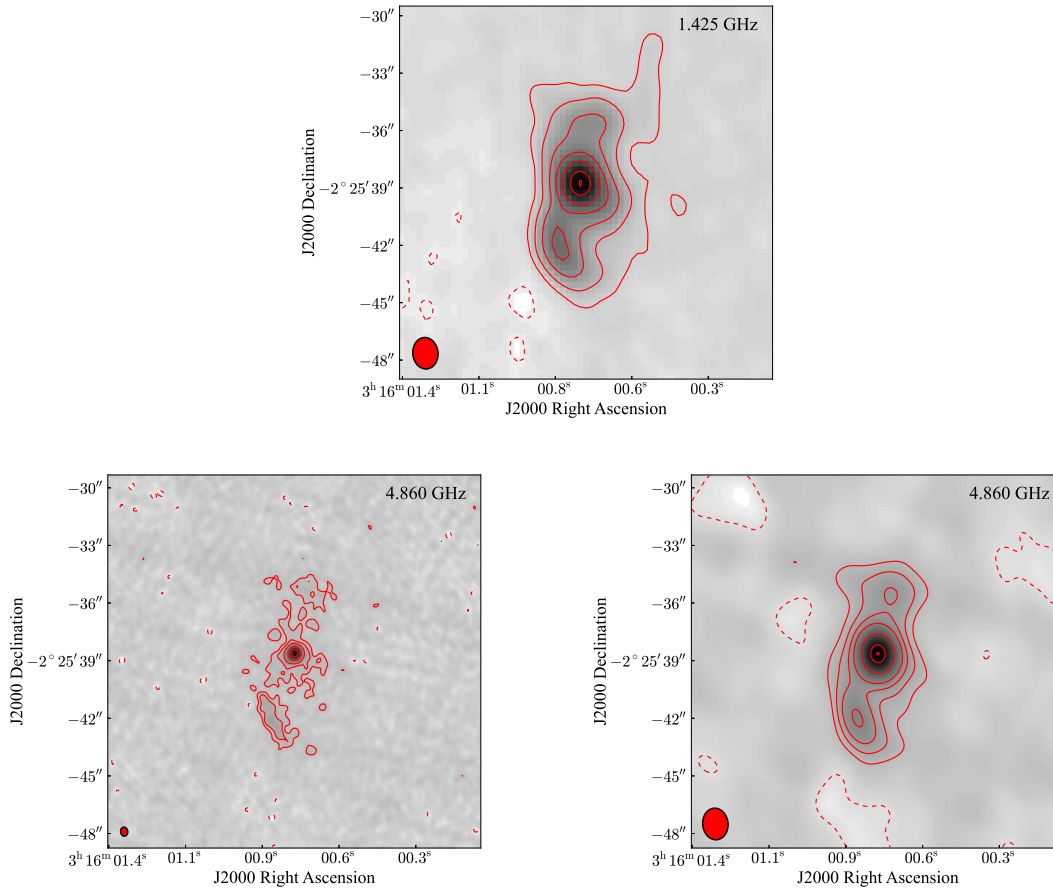 1.425 GHz
−30″
−33″
−36″
−2° 25′ 39″
−42″
−45″
−48″
J2000 Declination
3ʰ 16ᵐ 01.4ˢ 01.1ˢ 00.8ˢ 00.6ˢ 00.3ˢ
J2000 Right Ascension
4.860 GHz
−30″
−33″
−36″
−2° 25′ 39″
−42″
−45″
−48″
J2000 Declination
3ʰ 16ᵐ 01.4ˢ 01.1ˢ 00.9ˢ 00.6ˢ 00.3ˢ
J2000 Right Ascension
4.860 GHz
−30″
−33″
−36″
−2° 25′ 39″
−42″
−45″
−48″
J2000 Declination
3ʰ 16ᵐ 01.4ˢ 01.1ˢ 00.9ˢ 00.6ˢ 00.3ˢ
J2000 Right Ascension